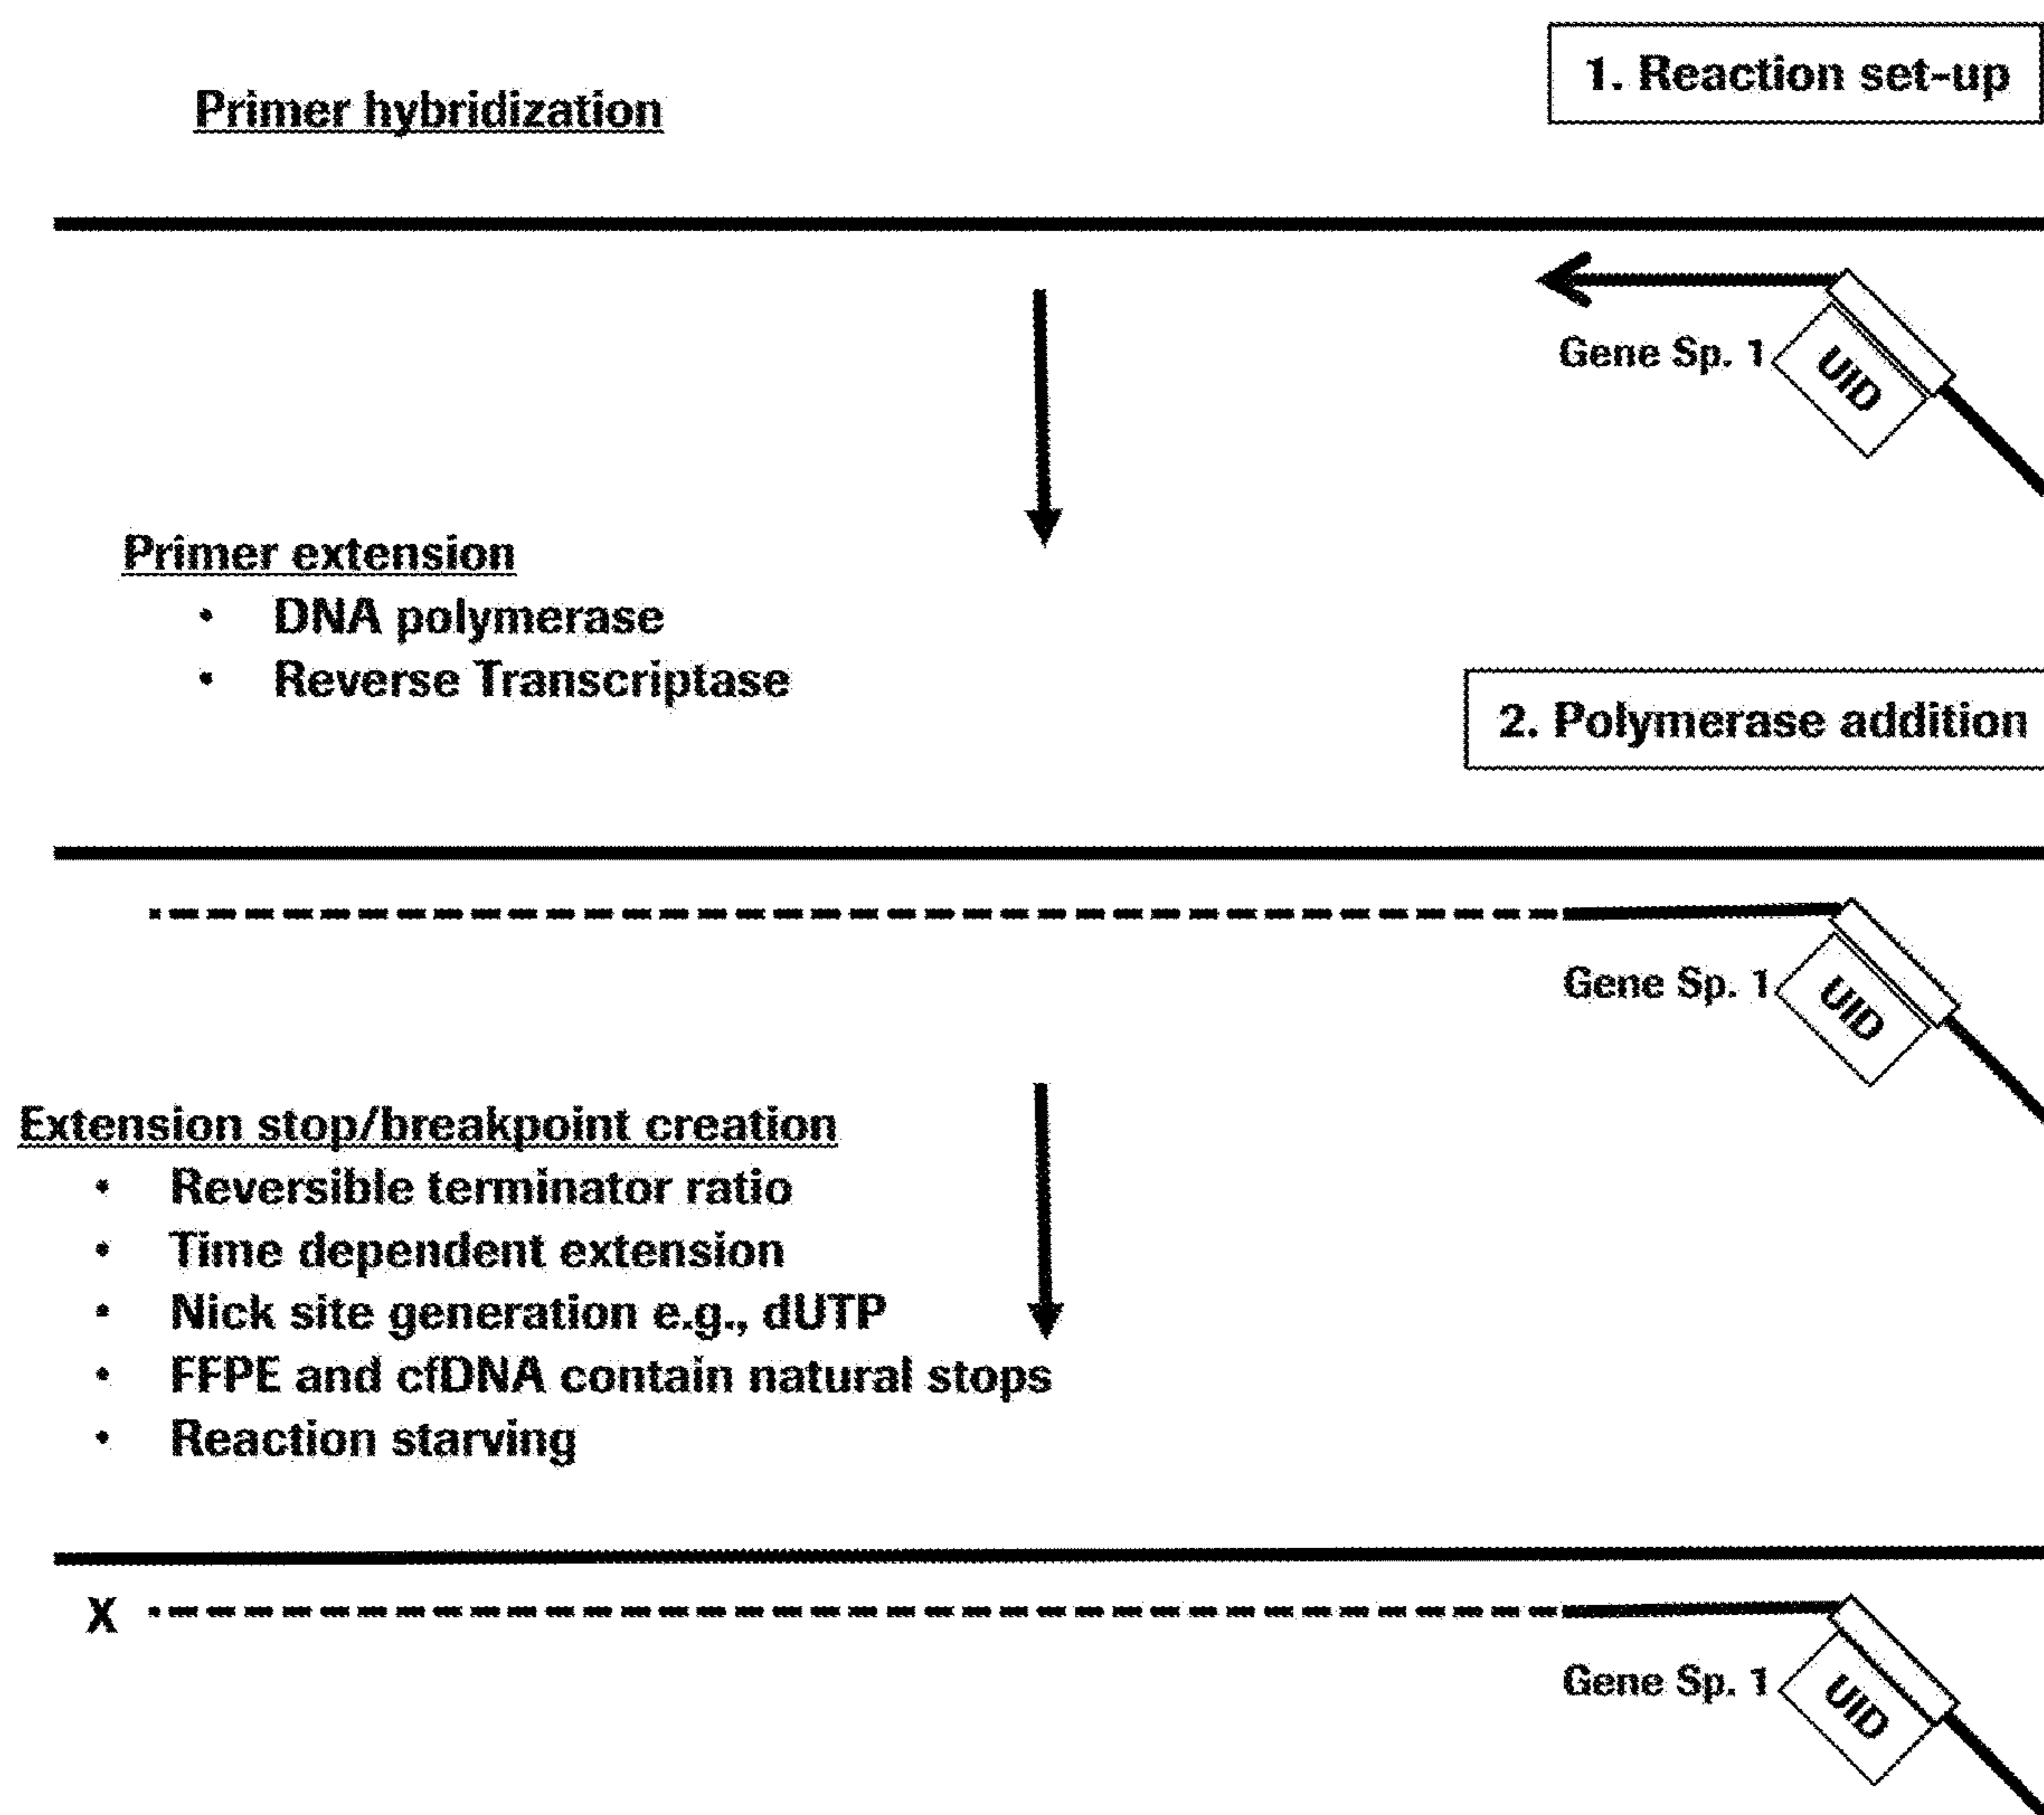 1. Reaction set-up
Primer hybridization
Gene Sp. 1
UID
Primer extension
• DNA polymerase
• Reverse Transcriptase
2. Polymerase addition
Gene Sp. 1
UID
Extension stop/breakpoint creation
• Reversible terminator ratio
• Time dependent extension
• Nick site generation e.g., dUTP
• FFPE and cfDNA contain natural stops
• Reaction starving
X
Gene Sp. 1
UID